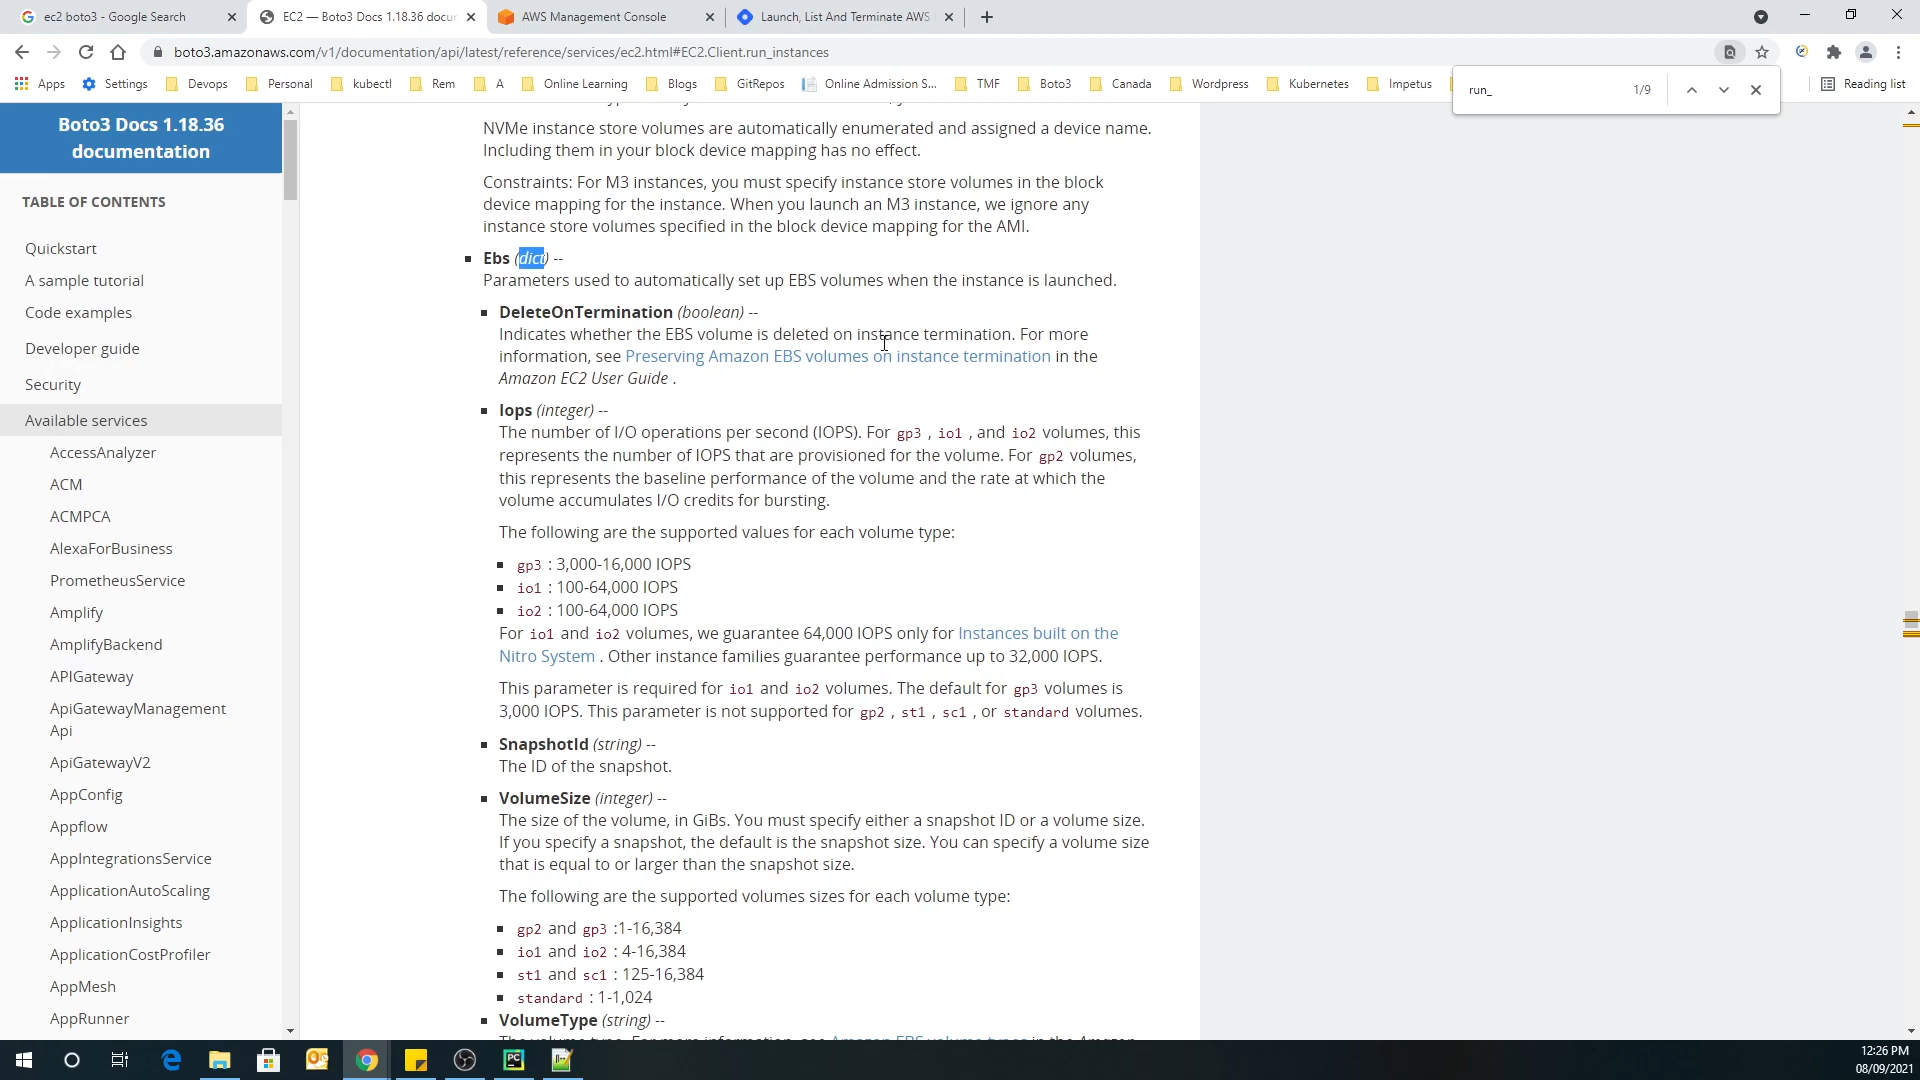 ec2 boto3 - Google Search
EC2 — Boto3 Docs 1.18.36 docu
AWS Management Console
Launch, List And Terminate AWS
boto3.amazonaws.com/v1/documentation/api/latest/reference/services/ec2.html#EC2.Client.run_instances
Apps
Settings
Devops
Personal
kubectl
Rem
A
Online Learning
Blogs
GitRepos
Online Admission S...
TMF
Boto3
Canada
Wordpress
Kubernetes
Impetus
Reading list
run_
1/9
Boto3 Docs 1.18.36
documentation
TABLE OF CONTENTS
Quickstart
A sample tutorial
Code examples
Developer guide
Security
Available services
AccessAnalyzer
ACM
ACMPCA
AlexaForBusiness
PrometheusService
Amplify
AmplifyBackend
APIGateway
ApiGatewayManagement
Api
ApiGatewayV2
AppConfig
Appflow
AppIntegrationsService
ApplicationAutoScaling
ApplicationInsights
ApplicationCostProfiler
AppMesh
AppRunner
NVMe instance store volumes are automatically enumerated and assigned a device name.
Including them in your block device mapping has no effect.
Constraints: For M3 instances, you must specify instance store volumes in the block
device mapping for the instance. When you launch an M3 instance, we ignore any
instance store volumes specified in the block device mapping for the AMI.
Ebs (dict) --
Parameters used to automatically set up EBS volumes when the instance is launched.
DeleteOnTermination (boolean) --
Indicates whether the EBS volume is deleted on instance termination. For more
information, see Preserving Amazon EBS volumes on instance termination in the
Amazon EC2 User Guide .
Iops (integer) --
The number of I/O operations per second (IOPS). For gp3 , io1 , and io2 volumes, this
represents the number of IOPS that are provisioned for the volume. For gp2 volumes,
this represents the baseline performance of the volume and the rate at which the
volume accumulates I/O credits for bursting.
The following are the supported values for each volume type:
gp3 : 3,000-16,000 IOPS
io1 : 100-64,000 IOPS
io2 : 100-64,000 IOPS
For io1 and io2 volumes, we guarantee 64,000 IOPS only for Instances built on the
Nitro System . Other instance families guarantee performance up to 32,000 IOPS.
This parameter is required for io1 and io2 volumes. The default for gp3 volumes is
3,000 IOPS. This parameter is not supported for gp2 , st1 , sc1 , or standard volumes.
SnapshotId (string) --
The ID of the snapshot.
VolumeSize (integer) --
The size of the volume, in GiBs. You must specify either a snapshot ID or a volume size.
If you specify a snapshot, the default is the snapshot size. You can specify a volume size
that is equal to or larger than the snapshot size.
The following are the supported volumes sizes for each volume type:
gp2 and gp3 :1-16,384
io1 and io2 : 4-16,384
st1 and sc1 : 125-16,384
standard : 1-1,024
VolumeType (string) --
12:26 PM
08/09/2021